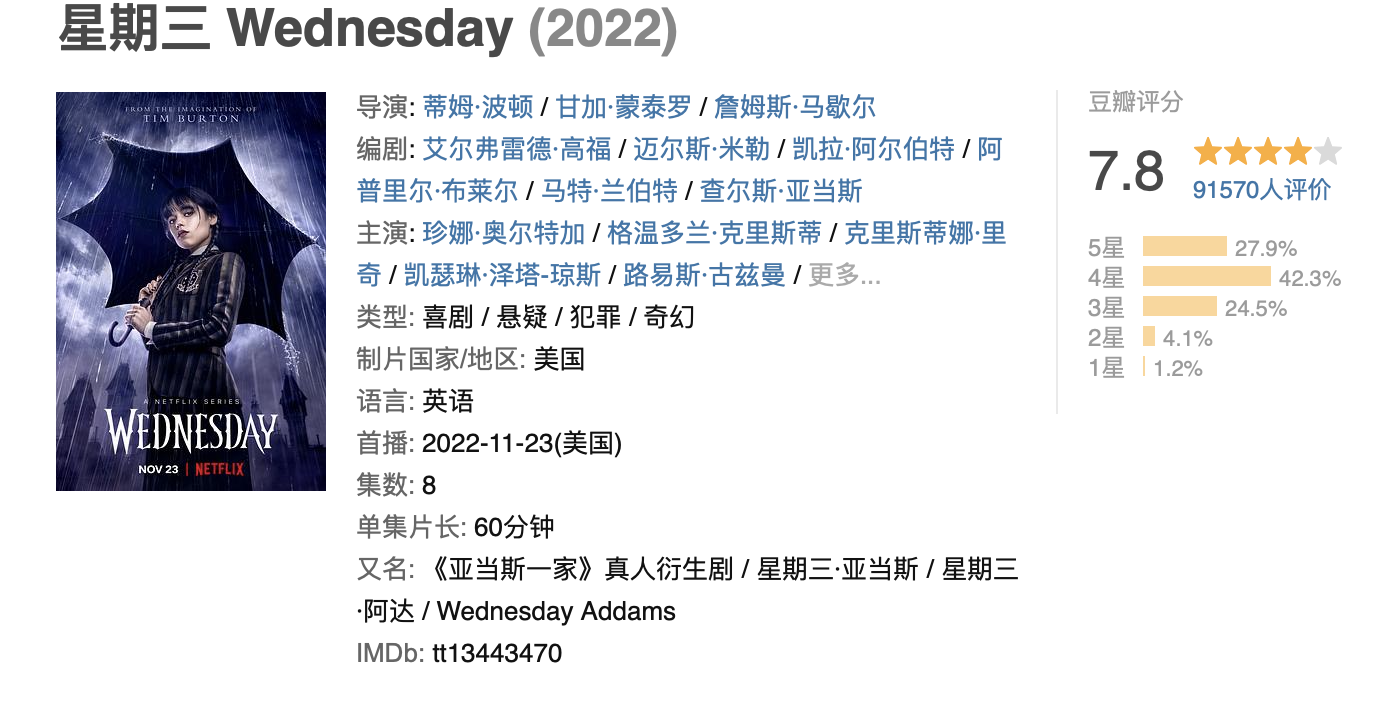 星期三 Wednesday (2022)
FROM THE IMAGINATION OF
TIM BURTON
A NETFLIX SERIES
WEDNESDAY
NOV 23 | NETFLIX
导演: 蒂姆·波顿 / 甘加·蒙泰罗 / 詹姆斯·马歇尔
编剧: 艾尔弗雷德·高福 / 迈尔斯·米勒 / 凯拉·阿尔伯特 / 阿
普里尔·布莱尔 / 马特·兰伯特 / 查尔斯·亚当斯
主演: 珍娜·奥尔特加 / 格温多兰·克里斯蒂 / 克里斯蒂娜·里
奇 / 凯瑟琳·泽塔-琼斯 / 路易斯·古兹曼 / 更多...
类型: 喜剧 / 悬疑 / 犯罪 / 奇幻
制片国家/地区: 美国
语言: 英语
首播: 2022-11-23(美国)
集数: 8
单集片长: 60分钟
又名: 《亚当斯一家》真人衍生剧 / 星期三·亚当斯 / 星期三
·阿达 / Wednesday Addams
IMDb: tt13443470
豆瓣评分
7.8
91570人评价
5星 27.9%
4星 42.3%
3星 24.5%
2星 4.1%
1星 1.2%